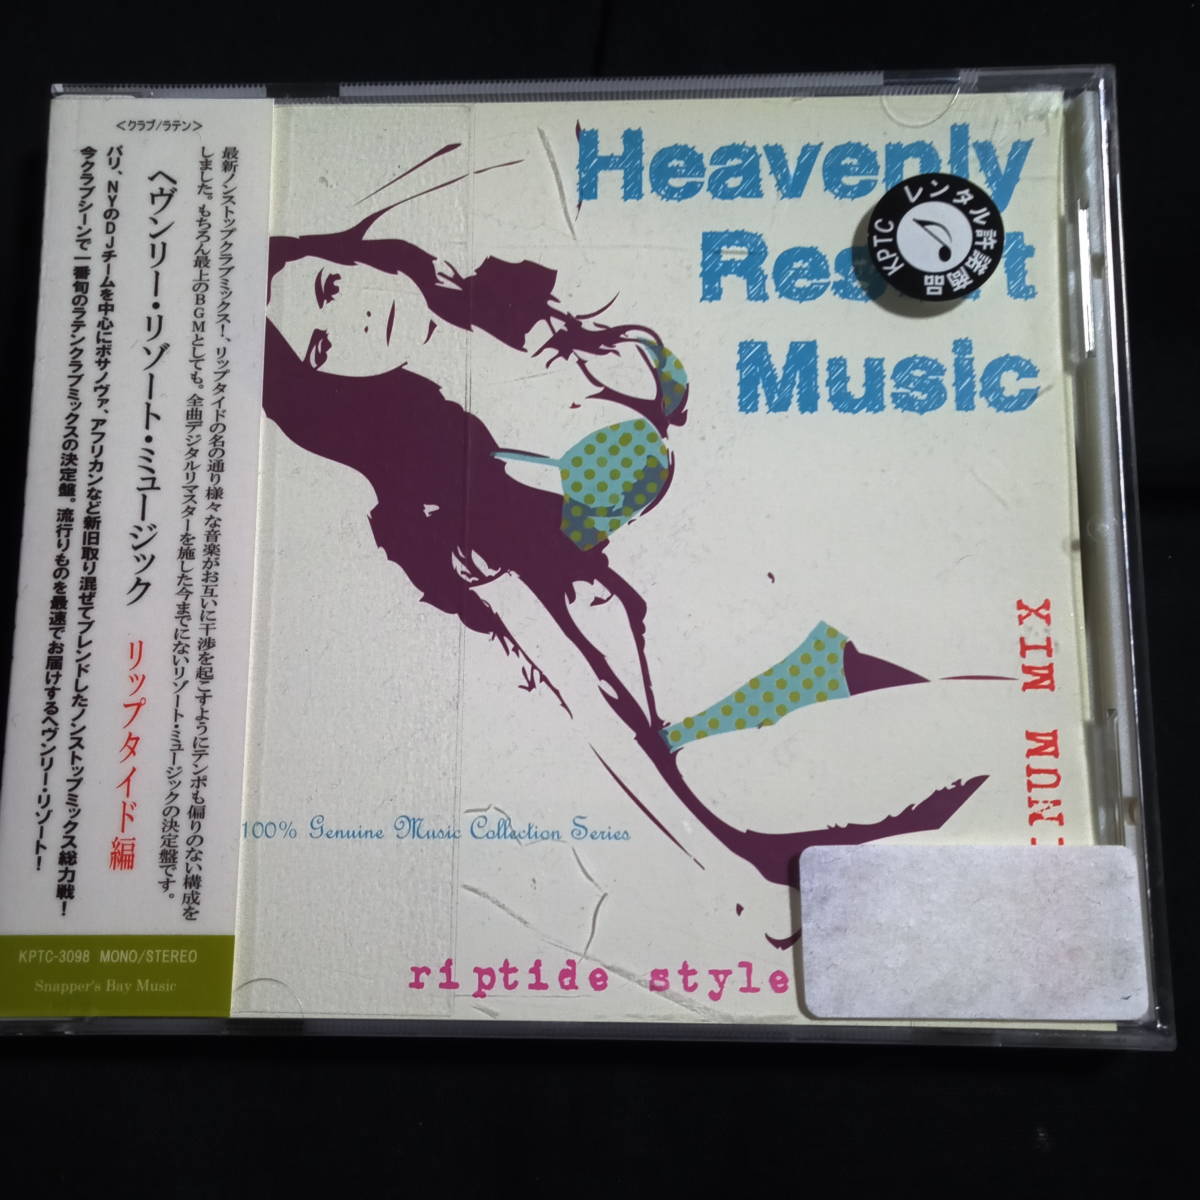 <クラブ/ラテン>
最新ノンストップクラブミックス!、リップタイドの名の通り様々な音楽がお互いに干渉を起こすようにテンポも偏りのない構成を
しました。もちろん最上のBGMとしても。全曲デジタルリマスターを施した今までにないリゾート・ミュージックの決定盤です。
ヘヴンリー・リゾート・ミュージック リップタイド編
パリ、NYのDJチームを中心にボサノヴァ、アフリカンなど新旧取り混ぜてブレンドしたノンストップミックス総力戦!
今クラブシーンで一番旬のラテンクラブミックスの決定盤。流行りものを最速でお届けするヘヴンリー・リゾート!
KPTC-3098 MONO/STEREO
Snapper's Bay Music
Heavenly
Music
KPTC レンタル許諾商品
MIX
100% Genuine Music Collection Series
riptide style